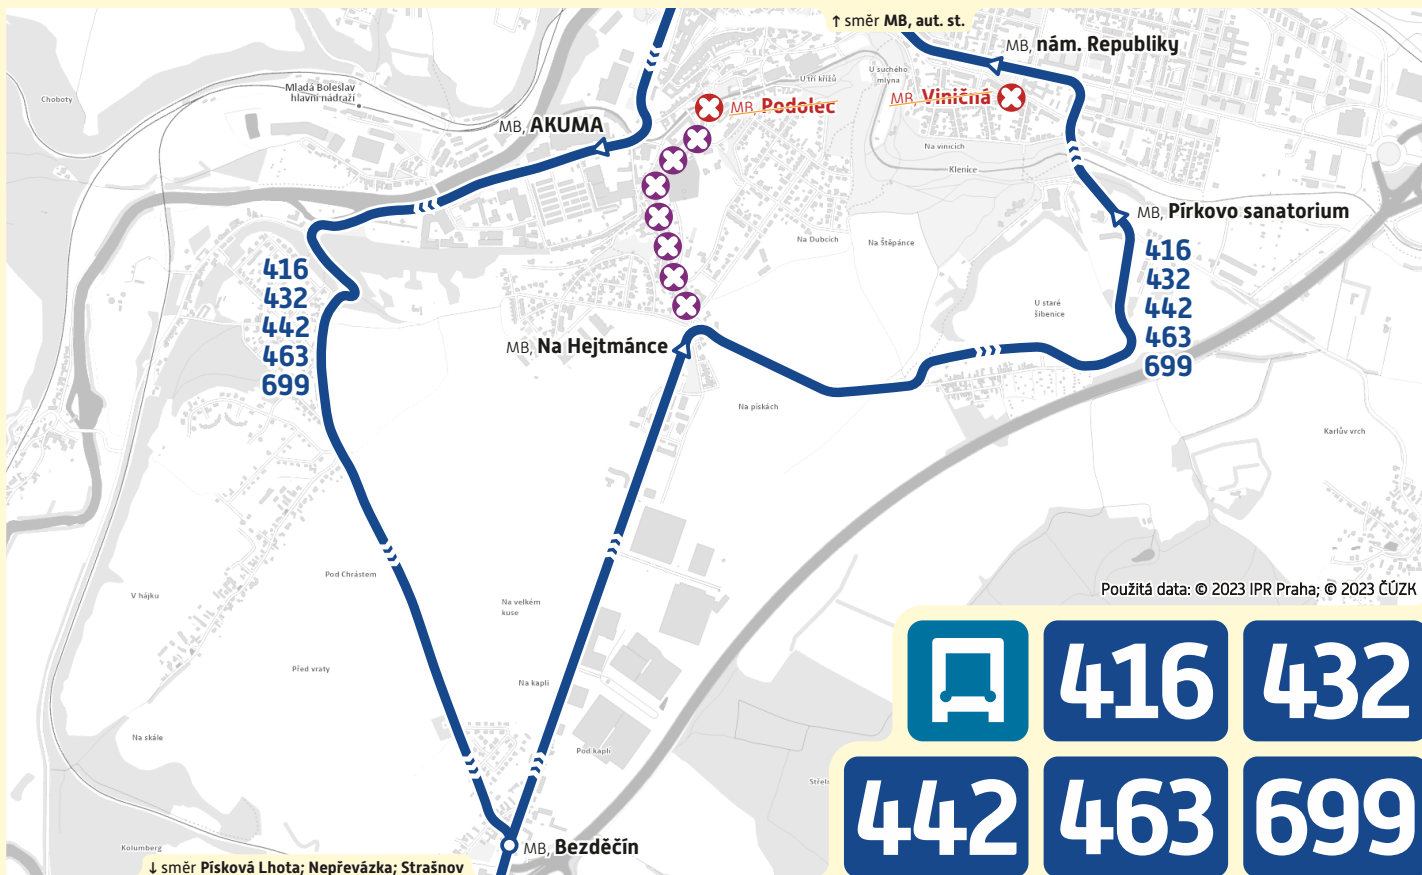 ↑ směr MB, aut. st.
MB, nám. Republiky
U suchého
mlýna
U tří křížů
Choboty
Mladá Boleslav
hlavní nádraží
MB, Podolec
MB, Viničná
MB, AKUMA
Na vinicích
Klenice
MB, Pírkovo sanatorium
Na Dubcích
Na Štěpánce
416
432
442
463
699
416
432
442
463
699
U staré
šibenice
MB, Na Hejtmánce
Na pískách
Karlův vrch
Pod Chrástem
V hájku
Na velkém
kuse
Použitá data: © 2023 IPR Praha; © 2023 ČÚZK
Před vraty
Na kapli
416
432
Na skále
Pod kaplí
442
463
699
Kolumberg
MB, Bezděčín
↓ směr Písková Lhota; Nepřevázka; Strašnov